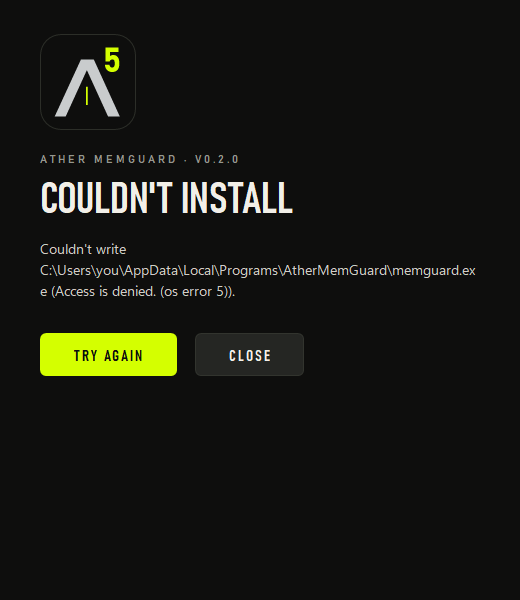 5
ATHER MEMGUARD · V0.2.0
COULDN'T INSTALL
Couldn't write
C:\Users\you\AppData\Local\Programs\AtherMemGuard\memguard.ex
e (Access is denied. (os error 5)).
TRY AGAIN
CLOSE